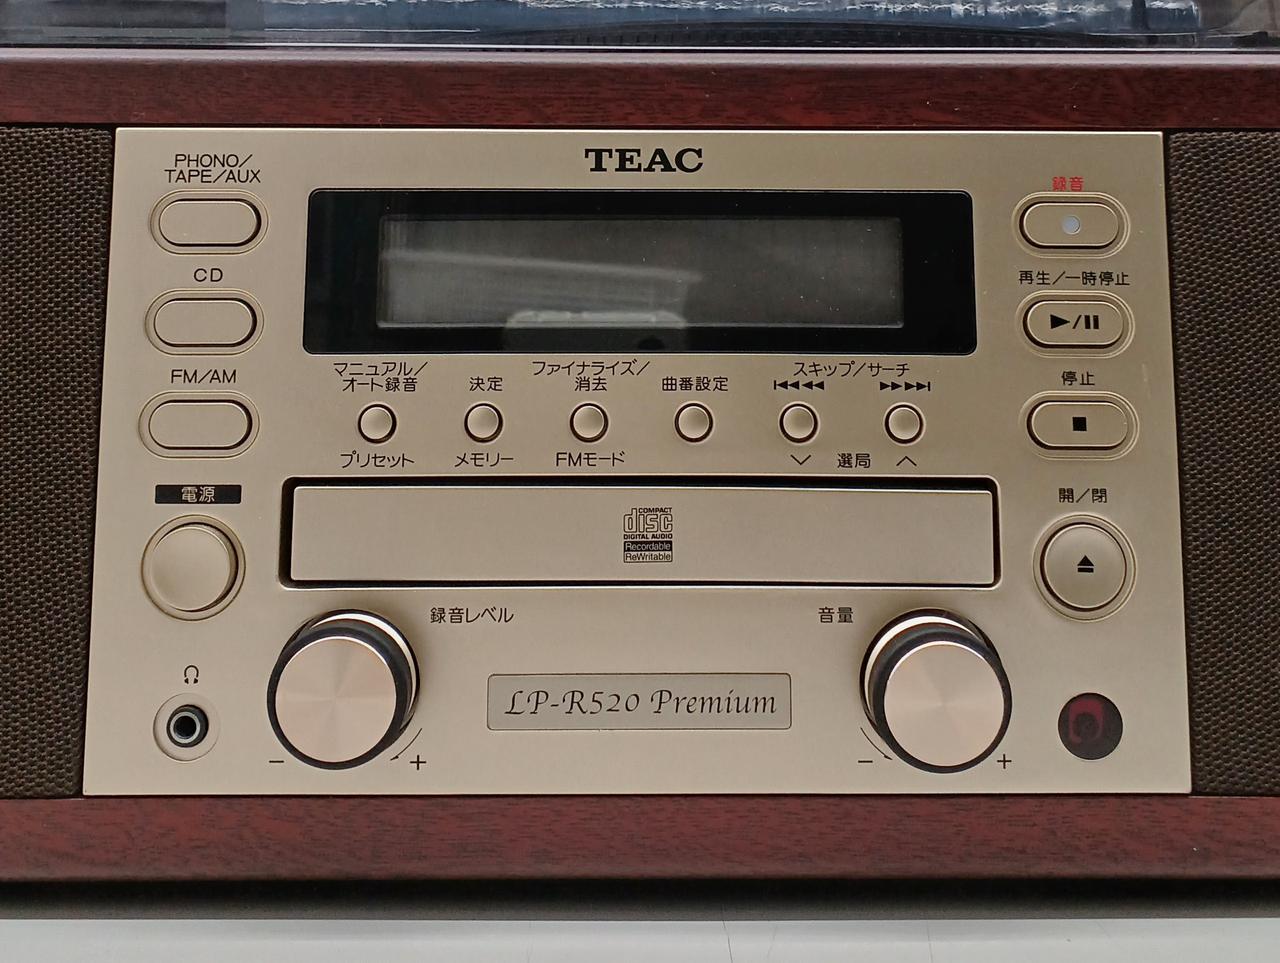 TEAC
PHONO/
TAPE/AUX
CD
FM/AM
電源
録音
再生/一時停止
停止
開/閉
マニュアル/
オート録音
決定
ファイナライズ/
消去
曲番設定
スキップ/サーチ
プリセット
メモリー
FMモード
選局
COMPACT
disc
DIGITAL AUDIO
Recordable
ReWritable
録音レベル
音量
LP-R520 Premium
− +
− +